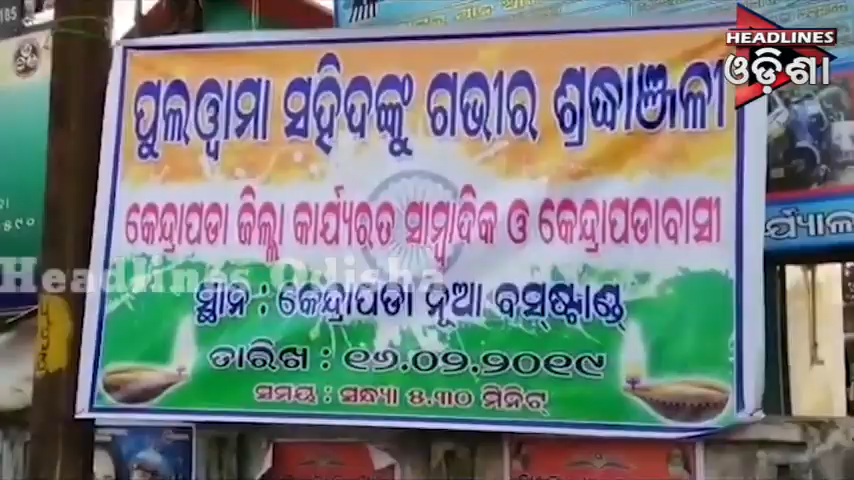 HEADLINES
ଓଡ଼ିଶା
ପୁଲୱାମା ସହିଦଙ୍କୁ ଗଭୀର ଶ୍ରଦ୍ଧାଞ୍ଜଳୀ
କେନ୍ଦ୍ରାପଡା ଜିଲ୍ଲା କାର୍ଯ୍ୟରତ ସାମ୍ବାଦିକ ଓ କେନ୍ଦ୍ରାପଡାବାସୀ
Headlines Odisha
ସ୍ଥାନ : କେନ୍ଦ୍ରାପଡା ନୂଆ ବସଷ୍ଟାଣ୍ଡ
ତାରିଖ : ୧୬.୦୨.୨୦୧୯
ସମୟ : ସନ୍ଧ୍ୟା ୫.୩୦ ମିନିଟ୍